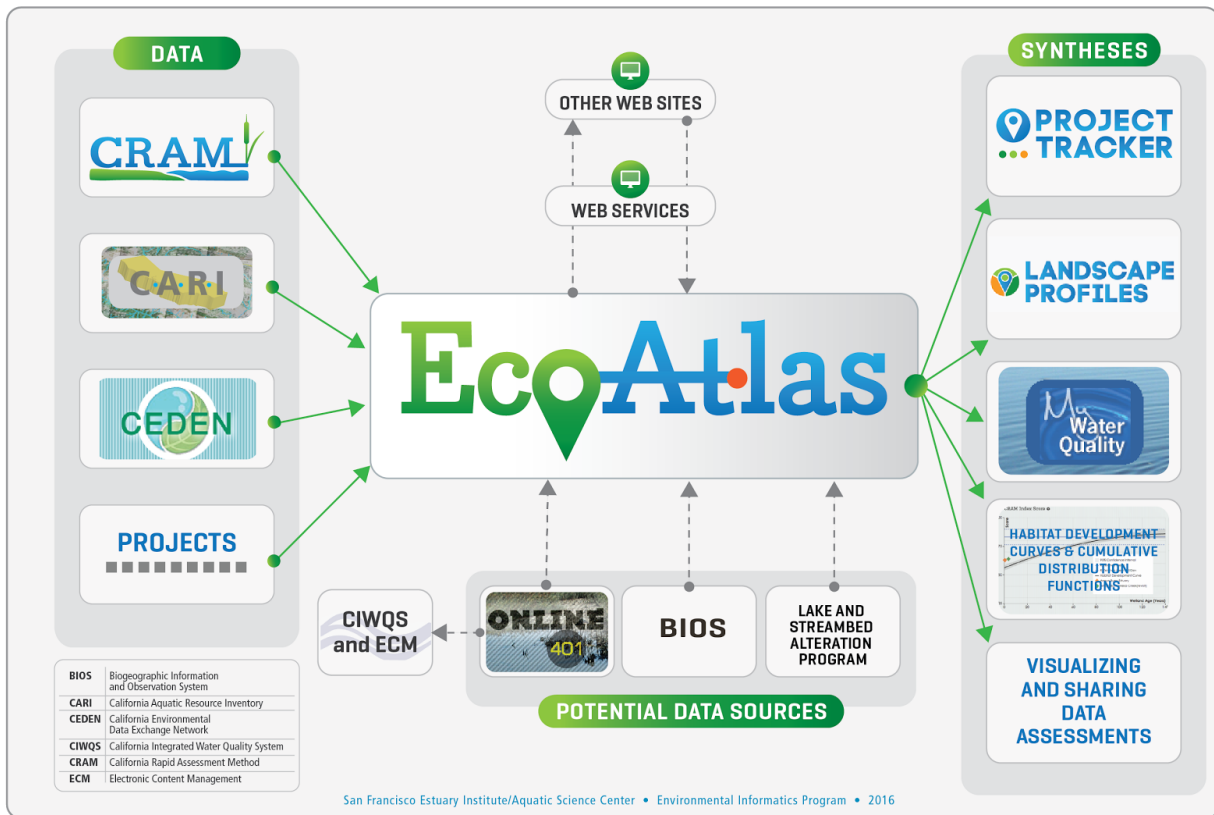 DATA
CRAM
C.A.R.I
CEDEN
PROJECTS
OTHER WEB SITES
WEB SERVICES
EcoAtlas
SYNTHESES
PROJECT
TRACKER
LANDSCAPE
PROFILES
My
Water
Quality
HABITAT DEVELOPMENT
CURVES & CUMULATIVE
DISTRIBUTION
FUNCTIONS
VISUALIZING
AND SHARING
DATA
ASSESSMENTS
CIWQS
and ECM
ONLINE
401
BIOS
LAKE AND
STREAMBED
ALTERATION
PROGRAM
POTENTIAL DATA SOURCES
BIOS Biogeographic Information
and Observation System
CARI California Aquatic Resource Inventory
CEDEN California Environmental
Data Exchange Network
CIWQS California Integrated Water Quality System
CRAM California Rapid Assessment Method
ECM Electronic Content Management
San Francisco Estuary Institute/Aquatic Science Center • Environmental Informatics Program • 2016